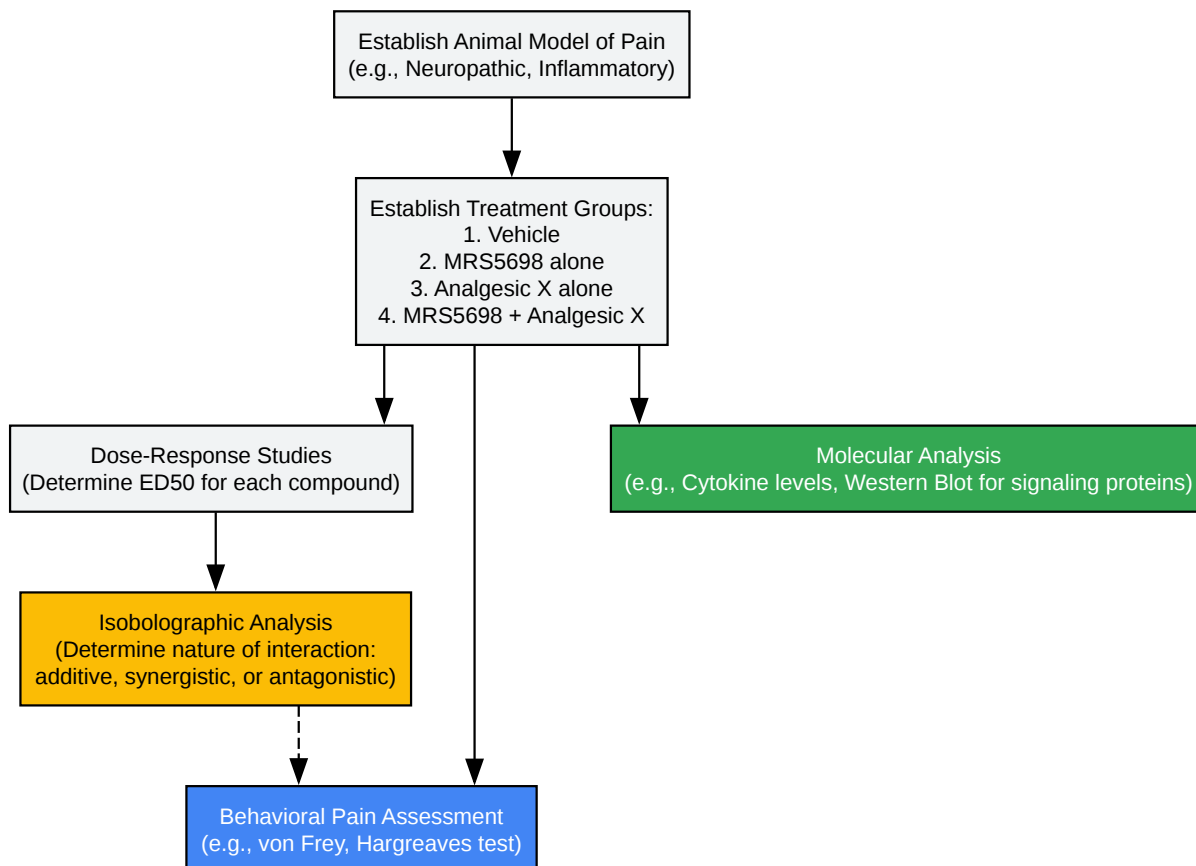 Establish Animal Model of Pain
(e.g., Neuropathic, Inflammatory)
Establish Treatment Groups:
1. Vehicle
2. MRS5698 alone
3. Analgesic X alone
4. MRS5698 + Analgesic X
Dose-Response Studies
(Determine ED50 for each compound)
Molecular Analysis
(e.g., Cytokine levels, Western Blot for signaling proteins)
Isobolographic Analysis
(Determine nature of interaction:
additive, synergistic, or antagonistic)
Behavioral Pain Assessment
(e.g., von Frey, Hargreaves test)